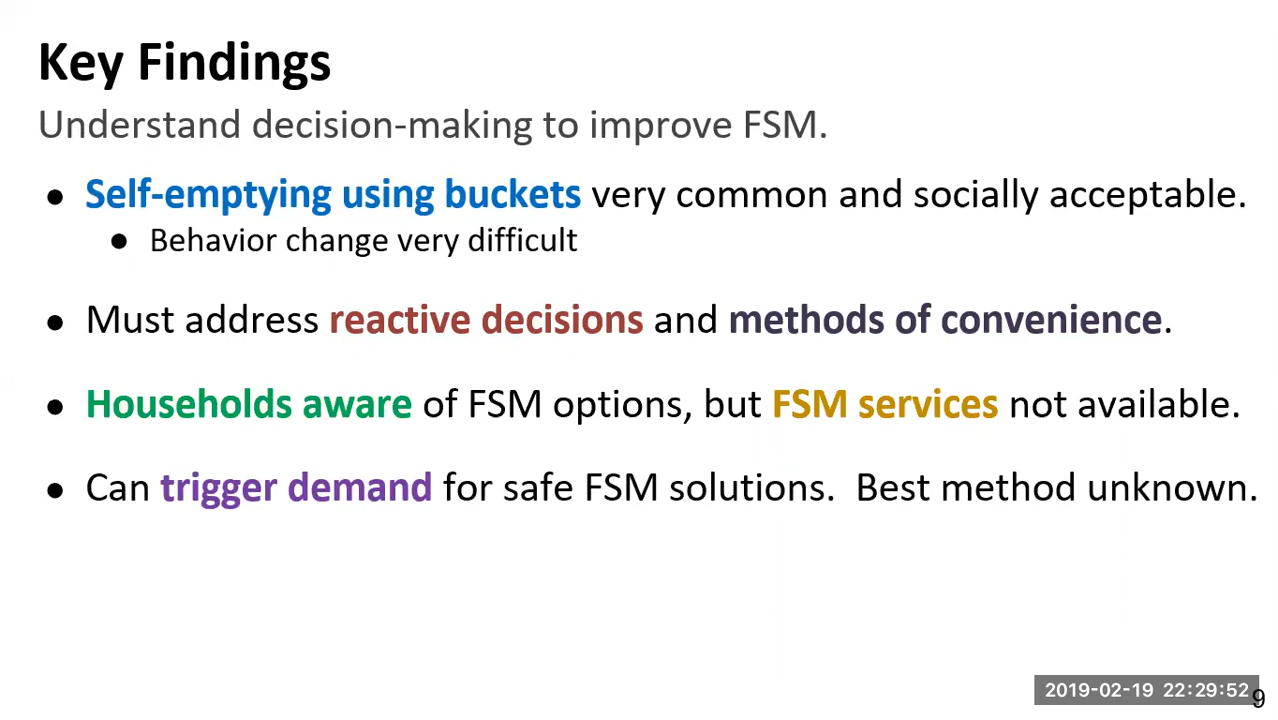 Key Findings
Understand decision-making to improve FSM.
● Self-emptying using buckets very common and socially acceptable.
● Behavior change very difficult
● Must address reactive decisions and methods of convenience.
● Households aware of FSM options, but FSM services not available.
● Can trigger demand for safe FSM solutions.  Best method unknown.
2019-02-19 22:29:52
9